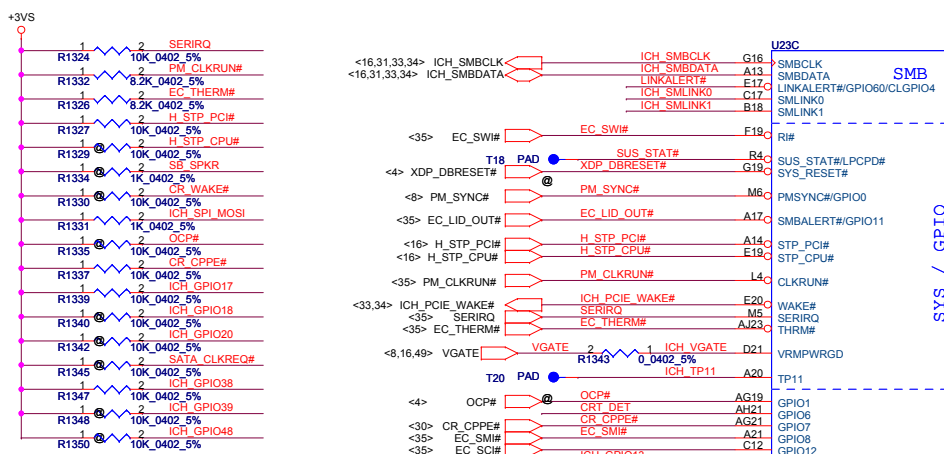 +3VS
1 2 SERIRQ
R1324 10K_0402_5%
1 2 PM_CLKRUN#
R1332 8.2K_0402_5%
1 2 EC_THERM#
R1326 8.2K_0402_5%
1 2 H_STP_PCI#
R1327 10K_0402_5%
1 @ 2 H_STP_CPU#
R1329 10K_0402_5%
1 @ 2 SB_SPKR
R1334 1K_0402_5%
1 @ 2 CR_WAKE#
R1330 10K_0402_5%
1 2 ICH_SPI_MOSI
R1331 1K_0402_5%
1 @ 2 OCP#
R1335 10K_0402_5%
1 2 CR_CPPE#
R1337 10K_0402_5%
1 2 ICH_GPIO17
R1339 10K_0402_5%
1 @ 2 ICH_GPIO18
R1340 10K_0402_5%
1 @ 2 ICH_GPIO20
R1342 10K_0402_5%
1 @ 2 SATA_CLKREQ#
R1345 10K_0402_5%
1 2 ICH_GPIO38
R1347 10K_0402_5%
1 @ 2 ICH_GPIO39
R1348 10K_0402_5%
1 @ 2 ICH_GPIO48
R1350 10K_0402_5%
U23C
<16,31,33,34> ICH_SMBCLK ICH_SMBCLK G16 SMBCLK
<16,31,33,34> ICH_SMBDATA ICH_SMBDATA A13 SMBDATA
SMB
LINKALERT# E17 LINKALERT#/GPIO60/CLGPIO4
ICH_SMLINK0 C17 SMLINK0
ICH_SMLINK1 B18 SMLINK1
<35> EC_SWI# EC_SWI# F19 RI#
T18 PAD SUS_STAT# R4 SUS_STAT#/LPCPD#
<4> XDP_DBRESET# XDP_DBRESET# G19 SYS_RESET#
@
<8> PM_SYNC# PM_SYNC# M6 PMSYNC#/GPIO0
<35> EC_LID_OUT# EC_LID_OUT# A17 SMBALERT#/GPIO11
<16> H_STP_PCI# H_STP_PCI# A14 STP_PCI#
<16> H_STP_CPU# H_STP_CPU# E19 STP_CPU#
<35> PM_CLKRUN# PM_CLKRUN# L4 CLKRUN#
<33,34> ICH_PCIE_WAKE# ICH_PCIE_WAKE# E20 WAKE#
<35> SERIRQ SERIRQ M5 SERIRQ
<35> EC_THERM# EC_THERM# AJ23 THRM#
<8,16,49> VGATE VGATE 2 1 ICH_VGATE D21 VRMPWRGD
R1343 0_0402_5%
T20 PAD ICH_TP11 A20 TP11
@
<4> OCP# OCP# AG19 GPIO1
CRT_DET AH21 GPIO6
<30> CR_CPPE# CR_CPPE# AG21 GPIO7
<35> EC_SMI# EC_SMI# A21 GPIO8
<35> EC_SCI# C12 GPIO12
SYS / GPIO